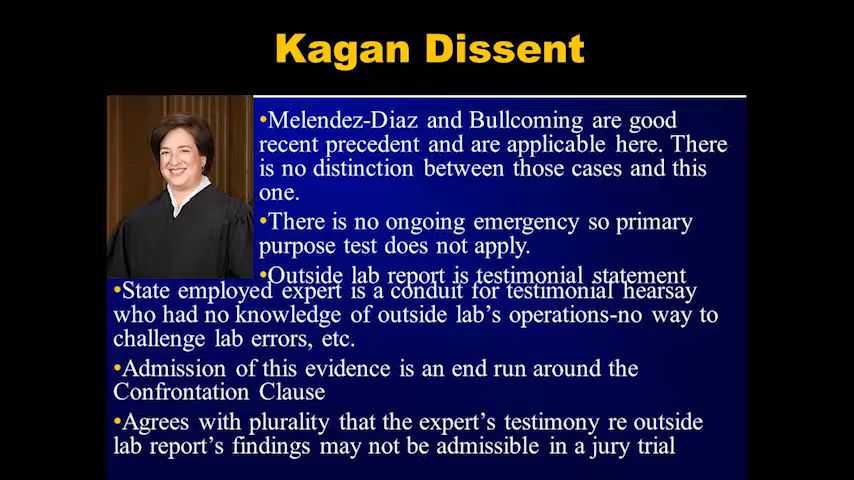 Kagan Dissent
•Melendez-Diaz and Bullcoming are good
recent precedent and are applicable here. There
is no distinction between those cases and this
one.
•There is no ongoing emergency so primary
purpose test does not apply.
•Outside lab report is testimonial statement
•State employed expert is a conduit for testimonial hearsay
who had no knowledge of outside lab's operations-no way to
challenge lab errors, etc.
•Admission of this evidence is an end run around the
Confrontation Clause
•Agrees with plurality that the expert's testimony re outside
lab report's findings may not be admissible in a jury trial